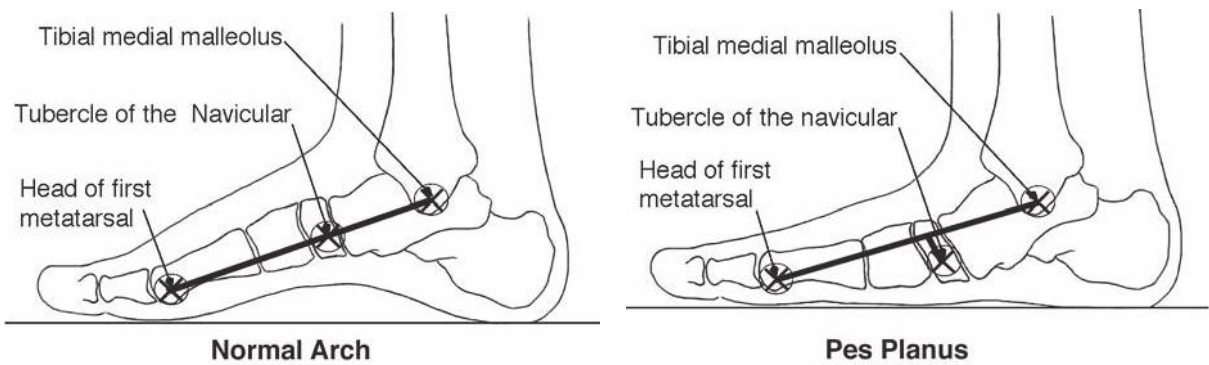 Tibial medial malleolus
Tubercle of the Navicular
Head of first
metatarsal
Normal Arch
Tibial medial malleolus
Tubercle of the navicular
Head of first
metatarsal
Pes Planus